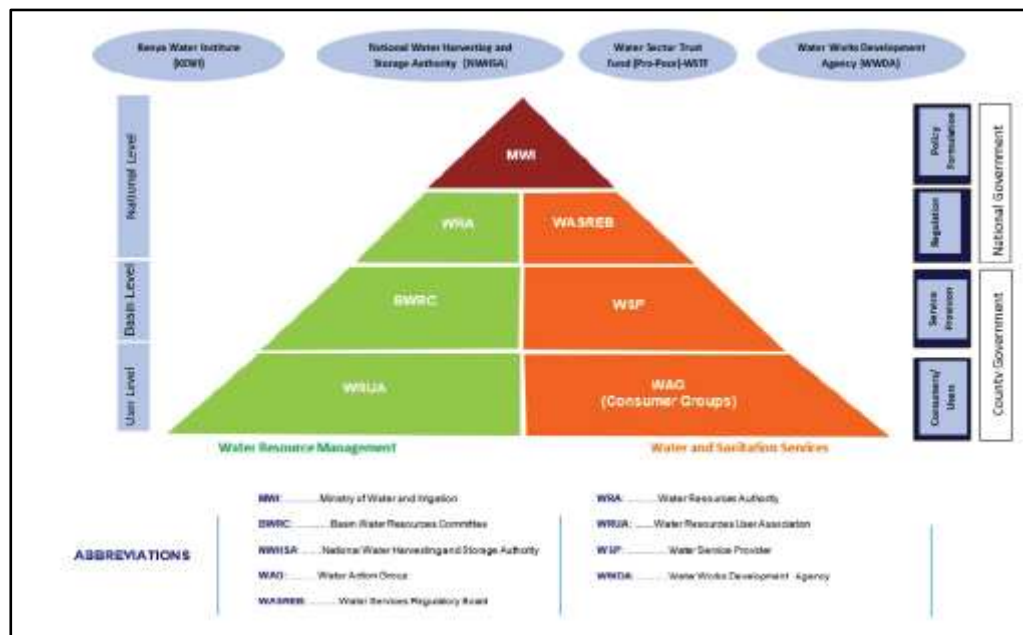 Kenya Water Institute
(KEWI)
National Water Harvesting and
Storage Authority (NWHSA)
Water Sector Trust
Fund (Pro-Poor)-WSTF
Water Works Development
Agency (WWDA)
National Level
Basin Level
User Level
MWI
WRA
WASREB
BWRC
WSP
WRUA
WAG
(Consumer Groups)
Policy
Formulation
Regulation
Service
Provision
Consumers/
Users
National Government
County Government
Water Resource Management
Water and Sanitation Services
ABBREVIATIONS
MWI: ............Ministry of Water and Irrigation
BWRC: ............Basin Water Resources Committee
NWHSA: ............National Water Harvesting and Storage Authority
WAG: ............Water Action Group
WASREB: ............Water Services Regulatory Board
WRA: ............Water Resources Authority
WRUA: ............Water Resources User Association
WSP: ............Water Service Provider
WWDA: ............Water Works Development Agency